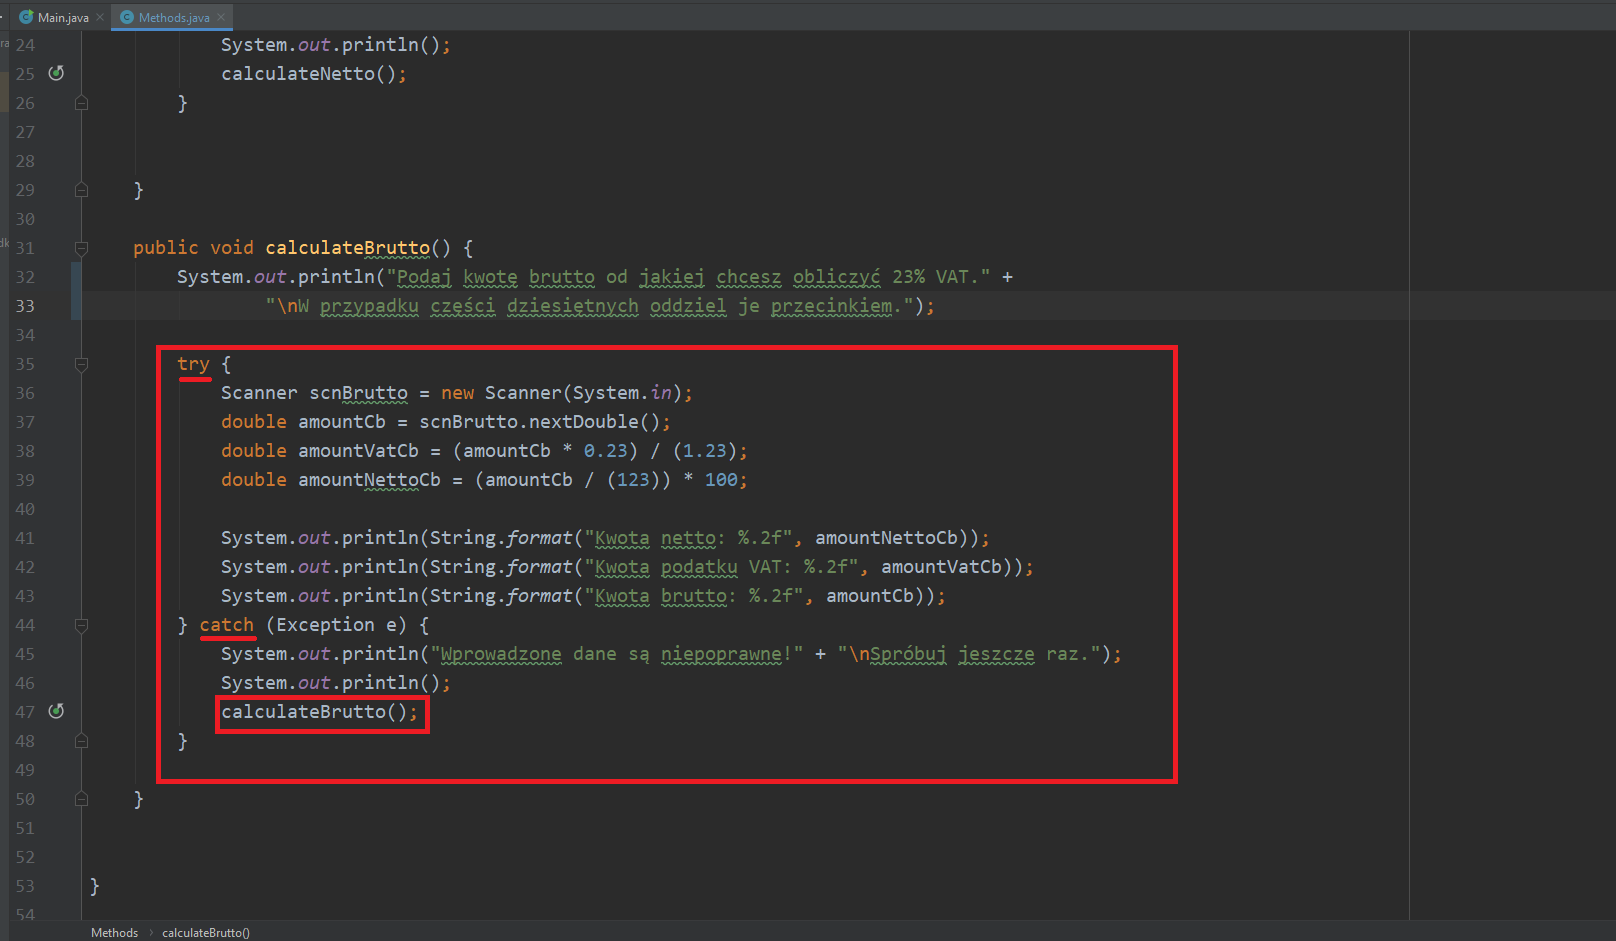 Main.java Methods.java
ra
24 System.out.println();
25 calculateNetto();
26 }
27
28
29 }
30
dk
31 public void calculateBrutto() {
32 System.out.println("Podaj kwotę brutto od jakiej chcesz obliczyć 23% VAT." +
33 "\nW przypadku części dziesiętnych oddziel je przecinkiem.");
34
35 try {
36 Scanner scnBrutto = new Scanner(System.in);
37 double amountCb = scnBrutto.nextDouble();
38 double amountVatCb = (amountCb * 0.23) / (1.23);
39 double amountNettoCb = (amountCb / (123)) * 100;
40
41 System.out.println(String.format("Kwota netto: %.2f", amountNettoCb));
42 System.out.println(String.format("Kwota podatku VAT: %.2f", amountVatCb));
43 System.out.println(String.format("Kwota brutto: %.2f", amountCb));
44 } catch (Exception e) {
45 System.out.println("Wprowadzone dane są niepoprawne!" + "\nSpróbuj jeszcze raz.");
46 System.out.println();
47 calculateBrutto();
48 }
49
50 }
51
52
53 }
54
Methods › calculateBrutto()